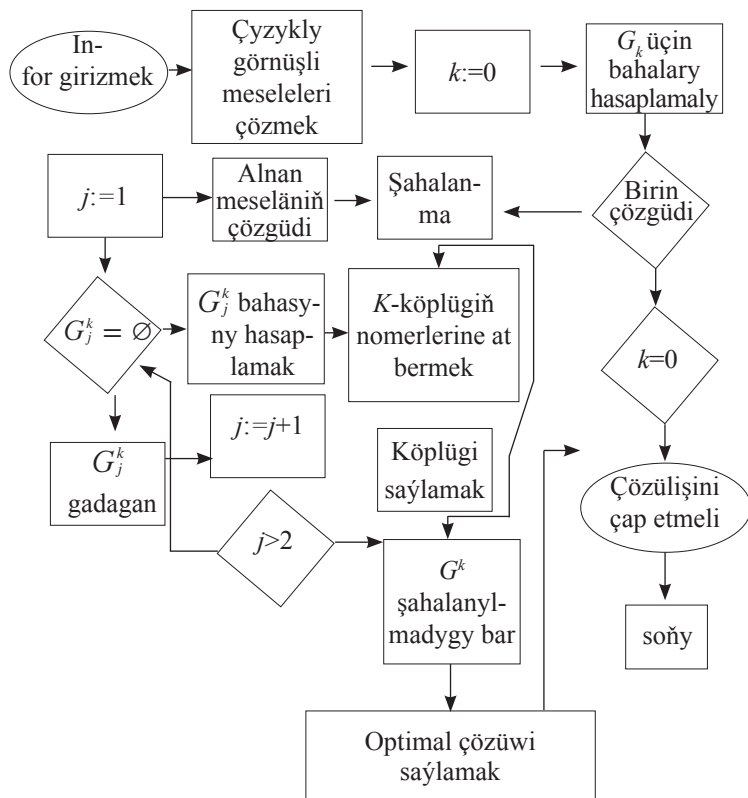 In-
for girizmek
Çyzykly
görnüşli
meseleleri
çözmek
k:=0
G_k üçin
bahalary
hasaplamaly
j:=1
Alnan
meseläniň
çözgüdi
Şahalan-
ma
Birin
çözgüdi
G_j^k = ∅
G_j^k bahasy-
ny hasap-
lamak
K-köplügiň
nomerlerine at
bermek
k=0
G_j^k
gadagan
j:=j+1
Köplügi
saýlamak
Çözülişini
çap etmeli
j>2
G^k
şahalanyl-
madygy bar
soňy
Optimal çözüwi
saýlamak